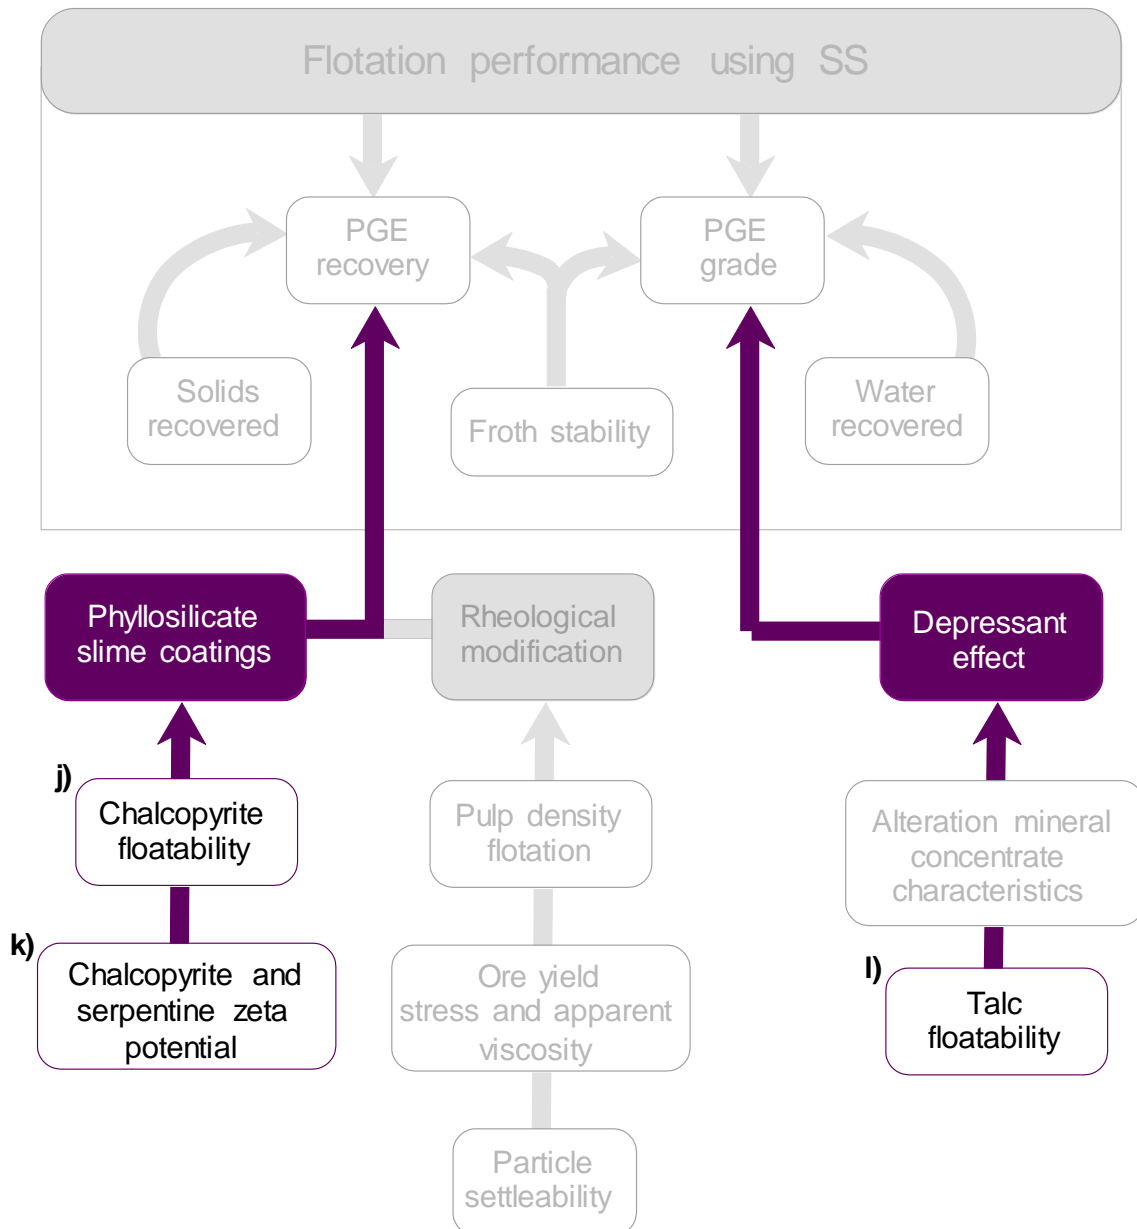 Flotation performance using SS
PGE
recovery
PGE
grade
Solids
recovered
Froth stability
Water
recovered
Phyllosilicate
slime coatings
Rheological
modification
Depressant
effect
j)
Chalcopyrite
floatability
Pulp density
flotation
Alteration mineral
concentrate
characteristics
k)
Chalcopyrite and
serpentine zeta
potential
Ore yield
stress and apparent
viscosity
l)
Talc
floatability
Particle
settleability